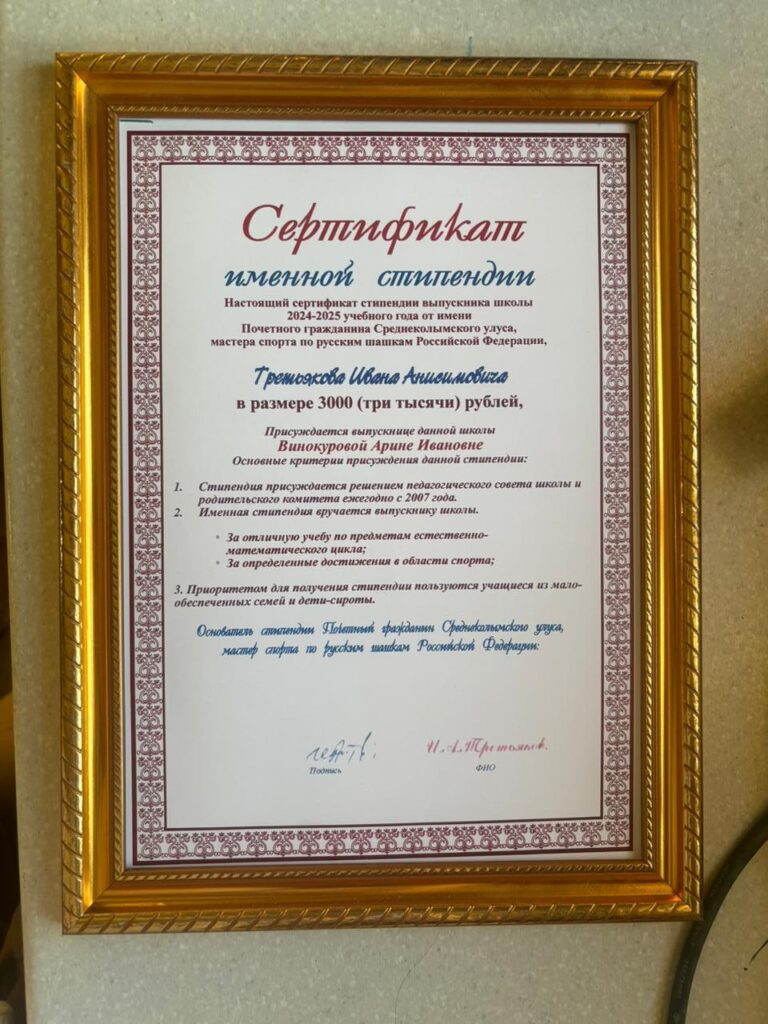 Сертификат
именной стипендии
Настоящий сертификат стипендии выпускника школы
2024-2025 учебного года от имени
Почетного гражданина Среднеколымского улуса,
мастера спорта по русским шашкам Российской Федерации,
Третьякова Ивана Анисимовича
в размере 3000 (три тысячи) рублей,
Присуждается выпускнице данной школы
Винокуровой Арине Ивановне
Основные критерии присуждения данной стипендии:
1. Стипендия присуждается решением педагогического совета школы и
родительского комитета ежегодно с 2007 года.
2. Именная стипендия вручается выпускнику школы.
• За отличную учебу по предметам естественно-
математического цикла;
• За определенные достижения в области спорта;
3. Приоритетом для получения стипендии пользуются учащиеся из мало-
обеспеченных семей и дети-сироты.
Основатель стипендии Почетный гражданин Среднеколымского улуса,
мастер спорта по русским шашкам Российской Федерации:
И.А.Третьяков.
Подпись ФИО